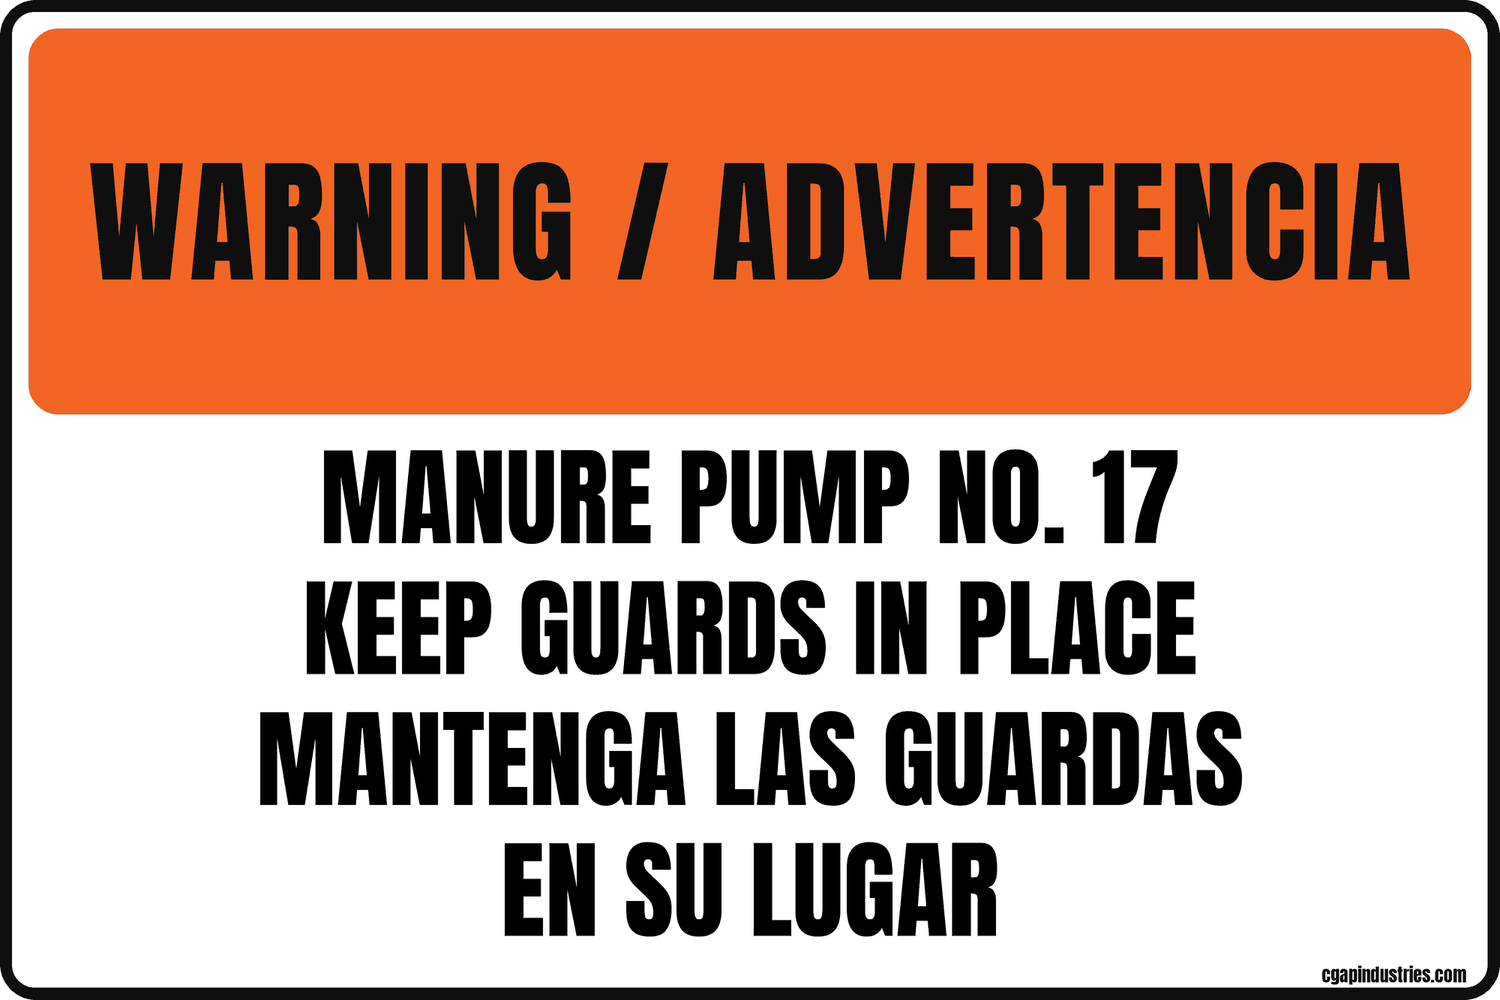 WARNING / ADVERTENCIA
MANURE PUMP NO. 17
KEEP GUARDS IN PLACE
MANTENGA LAS GUARDAS
EN SU LUGAR
cgapindustries.com